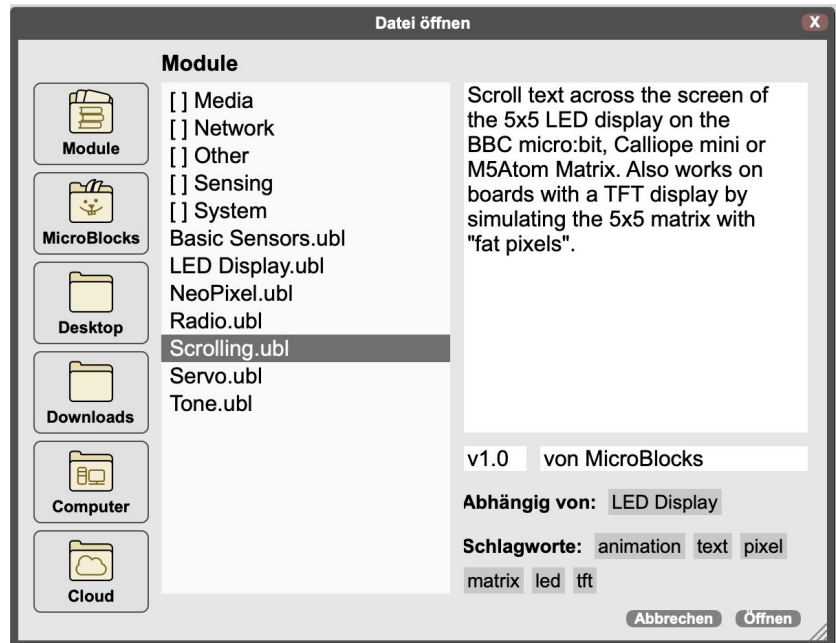 Datei öffnen
X
Module
Module
MicroBlocks
Desktop
Downloads
Computer
Cloud
[ ] Media
[ ] Network
[ ] Other
[ ] Sensing
[ ] System
Basic Sensors.ubl
LED Display.ubl
NeoPixel.ubl
Radio.ubl
Scrolling.ubl
Servo.ubl
Tone.ubl
Scroll text across the screen of
the 5x5 LED display on the
BBC micro:bit, Calliope mini or
M5Atom Matrix. Also works on
boards with a TFT display by
simulating the 5x5 matrix with
"fat pixels".
v1.0 von MicroBlocks
Abhängig von: LED Display
Schlagworte: animation text pixel
matrix led tft
Abbrechen Öffnen